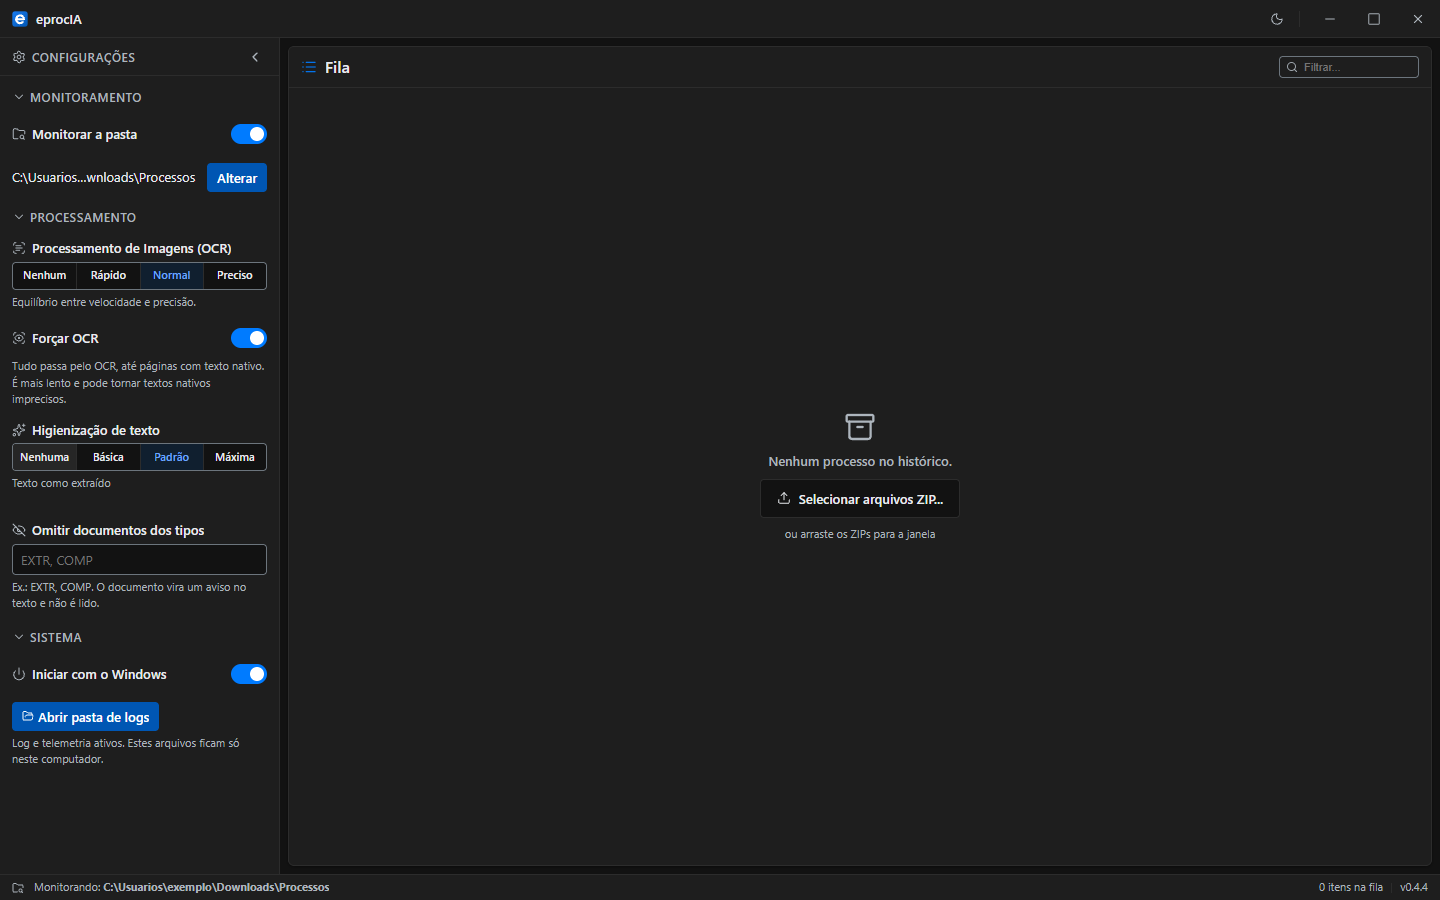 eprocIA
CONFIGURAÇÕES
MONITORAMENTO
Monitorar a pasta
C:\Usuarios...wnloads\Processos
Alterar
PROCESSAMENTO
Processamento de Imagens (OCR)
Nenhum Rápido Normal Preciso
Equilíbrio entre velocidade e precisão.
Forçar OCR
Tudo passa pelo OCR, até páginas com texto nativo.
É mais lento e pode tornar textos nativos
imprecisos.
Higienização de texto
Nenhuma Básica Padrão Máxima
Texto como extraído
Omitir documentos dos tipos
EXTR, COMP
Ex.: EXTR, COMP. O documento vira um aviso no
texto e não é lido.
SISTEMA
Iniciar com o Windows
Abrir pasta de logs
Log e telemetria ativos. Estes arquivos ficam só
neste computador.
Fila
Filtrar...
Nenhum processo no histórico.
Selecionar arquivos ZIP...
ou arraste os ZIPs para a janela
Monitorando: C:\Usuarios\exemplo\Downloads\Processos
0 itens na fila
v0.4.4